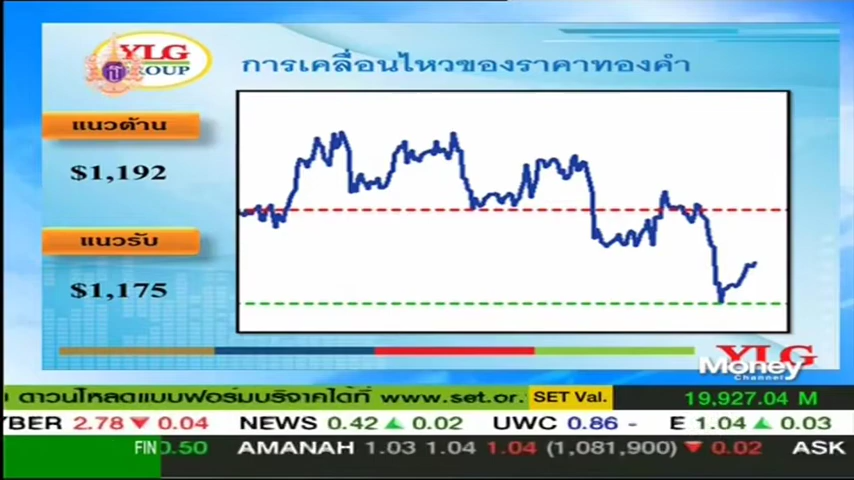 YLG
GROUP
การเคลื่อนไหวของราคาทองคำ
แนวต้าน
$1,192
แนวรับ
$1,175
YLG
Money
Channel
ดาวนโหลดแบบฟอร์มบริจาคได้ที่ www.set.or.
SET Val.
19,927.04 M
YBER 2.78 ▼ 0.04 NEWS 0.42 ▲ 0.02 UWC 0.86 - E 1.04 ▲ 0.03
FIN 0.50 AMANAH 1.03 1.04 1.04 (1,081,900) ▼ 0.02 ASK